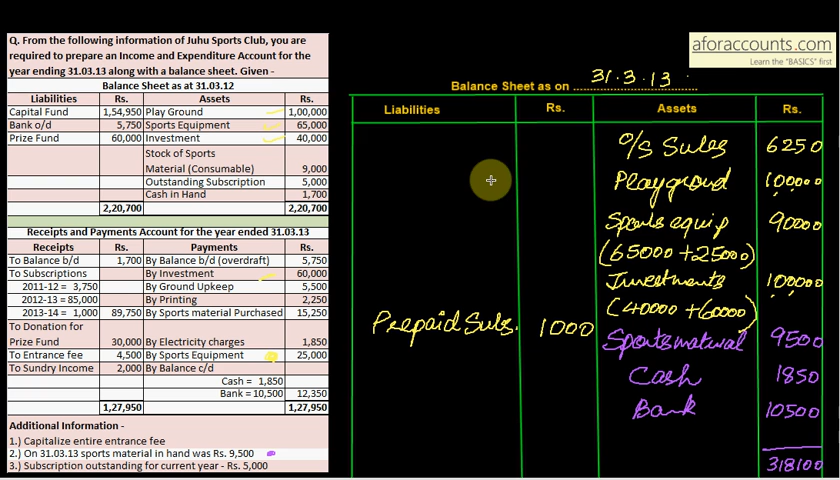 Q. From the following information of Juhu Sports Club, you are
required to prepare an Income and Expenditure Account for the
year ending 31.03.13 along with a balance sheet. Given -
Balance Sheet as at 31.03.12
Liabilities Rs. Assets Rs.
Capital Fund 1,54,950 Play Ground 1,00,000
Bank o/d 5,750 Sports Equipment 65,000
Prize Fund 60,000 Investment 40,000
Stock of Sports
Material (Consumable) 9,000
Outstanding Subscription 5,000
Cash in Hand 1,700
2,20,700 2,20,700
Receipts and Payments Account for the year ended 31.03.13
Receipts Rs. Payments Rs.
To Balance b/d 1,700 By Balance b/d (overdraft) 5,750
To Subscriptions By Investment 60,000
2011-12 = 3,750 By Ground Upkeep 5,500
2012-13 = 85,000 By Printing 2,250
2013-14 = 1,000 89,750 By Sports material Purchased 15,250
To Donation for
Prize Fund 30,000 By Electricity charges 1,850
To Entrance fee 4,500 By Sports Equipment 25,000
To Sundry Income 2,000 By Balance c/d
Cash = 1,850
Bank = 10,500 12,350
1,27,950 1,27,950
Additional Information -
1.) Capitalize entire entrance fee
2.) On 31.03.13 sports material in hand was Rs. 9,500
3.) Subscription outstanding for current year - Rs. 5,000
aforaccounts.com
Learn the "BASICS" first
Balance Sheet as on 31.3.13
Liabilities Rs. Assets Rs.
O/S Subs 6250
Playground 100000
Sports equip 90000
(65000 + 25000)
Investments 100000
(40000 + 60000)
Prepaid Subs. 1000
Sports material 9500
Cash 1850
Bank 10500
318100